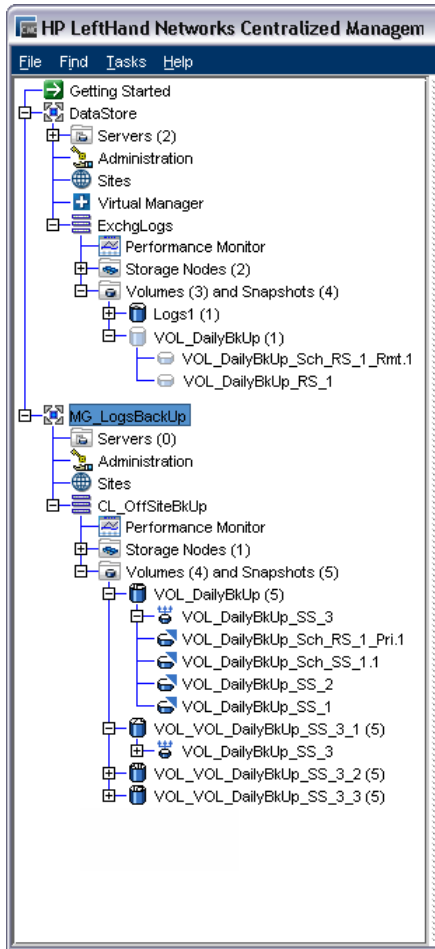 HP LeftHand Networks Centralized Managem
File Find Tasks Help
Getting Started
DataStore
Servers (2)
Administration
Sites
Virtual Manager
ExchgLogs
Performance Monitor
Storage Nodes (2)
Volumes (3) and Snapshots (4)
Logs1 (1)
VOL_DailyBkUp (1)
VOL_DailyBkUp_Sch_RS_1_Rmt.1
VOL_DailyBkUp_RS_1
MG_LogsBackUp
Servers (0)
Administration
Sites
CL_OffSiteBkUp
Performance Monitor
Storage Nodes (1)
Volumes (4) and Snapshots (5)
VOL_DailyBkUp (5)
VOL_DailyBkUp_SS_3
VOL_DailyBkUp_Sch_RS_1_Pri.1
VOL_DailyBkUp_Sch_SS_1.1
VOL_DailyBkUp_SS_2
VOL_DailyBkUp_SS_1
VOL_VOL_DailyBkUp_SS_3_1 (5)
VOL_DailyBkUp_SS_3
VOL_VOL_DailyBkUp_SS_3_2 (5)
VOL_VOL_DailyBkUp_SS_3_3 (5)